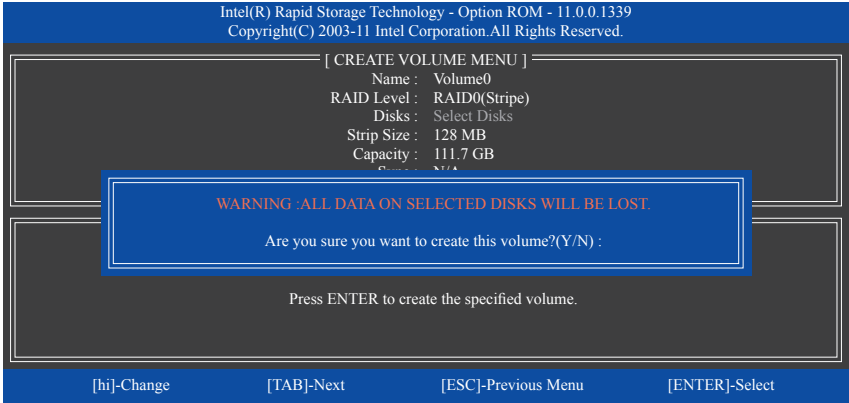 Intel(R) Rapid Storage Technology - Option ROM - 11.0.0.1339
Copyright(C) 2003-11 Intel Corporation.All Rights Reserved.
[ CREATE VOLUME MENU ]
Name : Volume0
RAID Level : RAID0(Stripe)
Disks : Select Disks
Strip Size : 128 MB
Capacity : 111.7 GB
Sync : N/A
WARNING :ALL DATA ON SELECTED DISKS WILL BE LOST.
Are you sure you want to create this volume?(Y/N) :
Press ENTER to create the specified volume.
[hi]-Change [TAB]-Next [ESC]-Previous Menu [ENTER]-Select